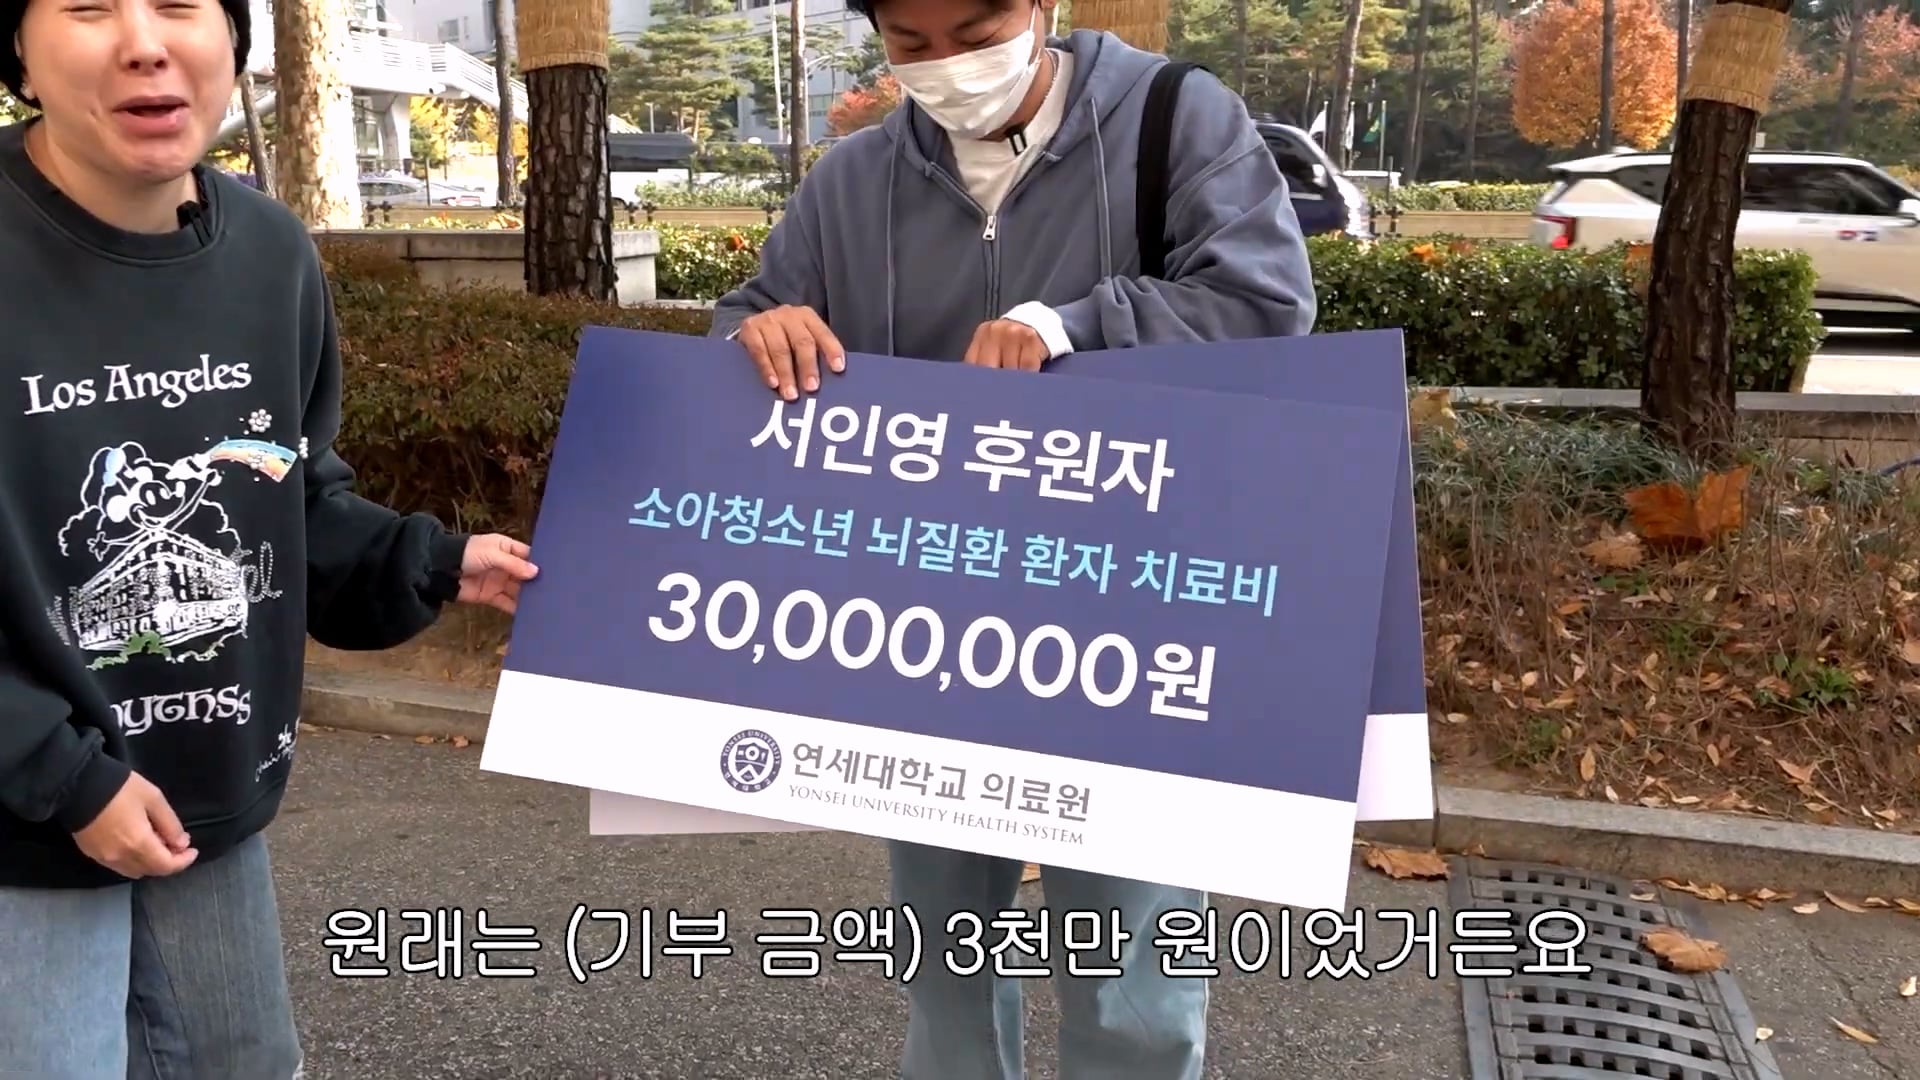 Los Angeles
서인영 후원자
소아청소년 뇌질환 환자 치료비
30,000,000원
연세대학교 의료원
YONSEI UNIVERSITY HEALTH SYSTEM
원래는 (기부 금액) 3천만 원이었거든요